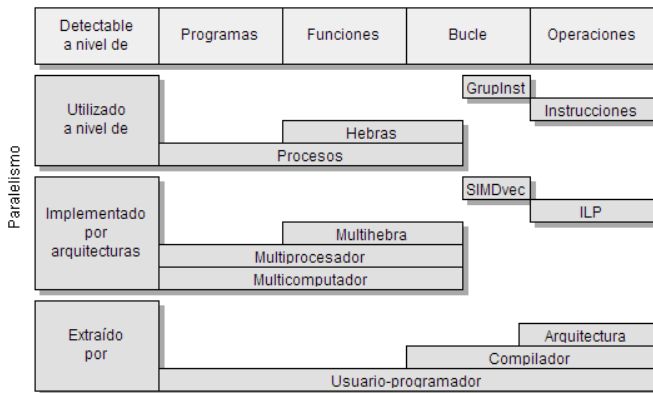 Detectable
a nivel de
Programas
Funciones
Bucle
Operaciones
Paralelismo
Utilizado
a nivel de
GrupInst
Instrucciones
Hebras
Procesos
Implementado
por
arquitecturas
SIMDvec
ILP
Multihebra
Multiprocesador
Multicomputador
Extraído
por
Arquitectura
Compilador
Usuario-programador